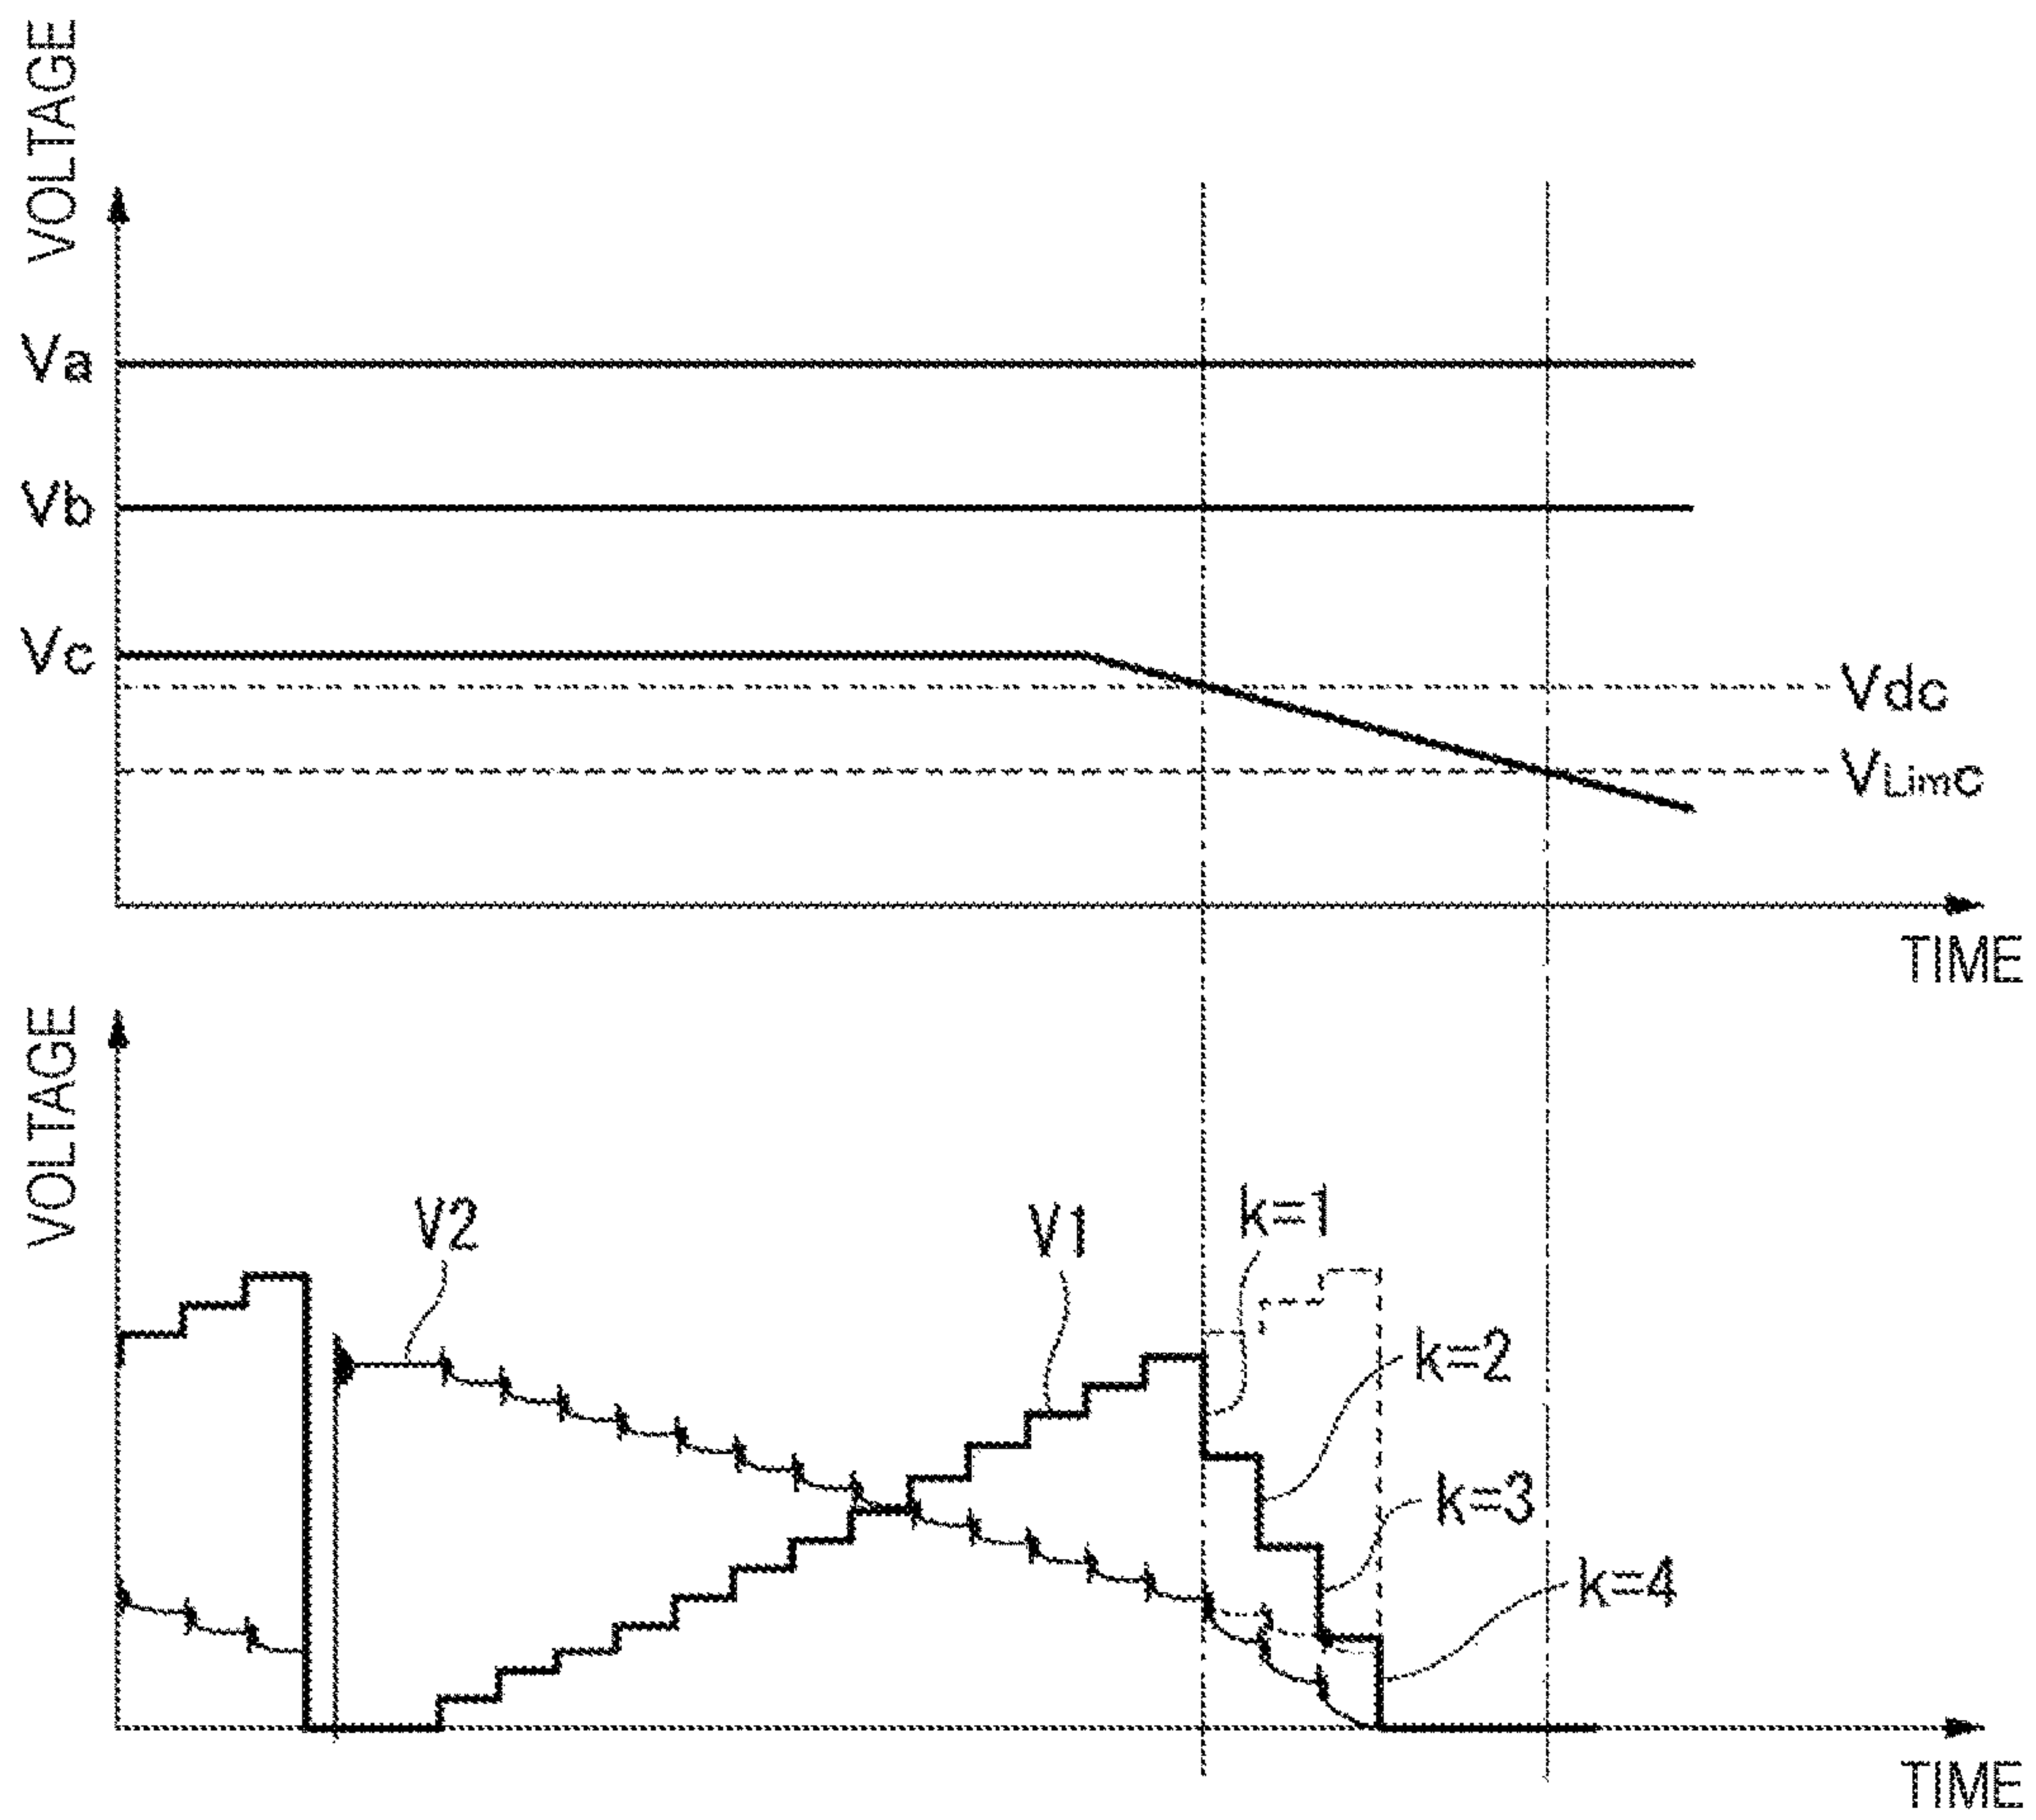 VOLTAGE
Va
Vb
Vc
Vdc
VLimc
TIME
VOLTAGE
V2
V1
k=1
k=2
k=3
k=4
TIME